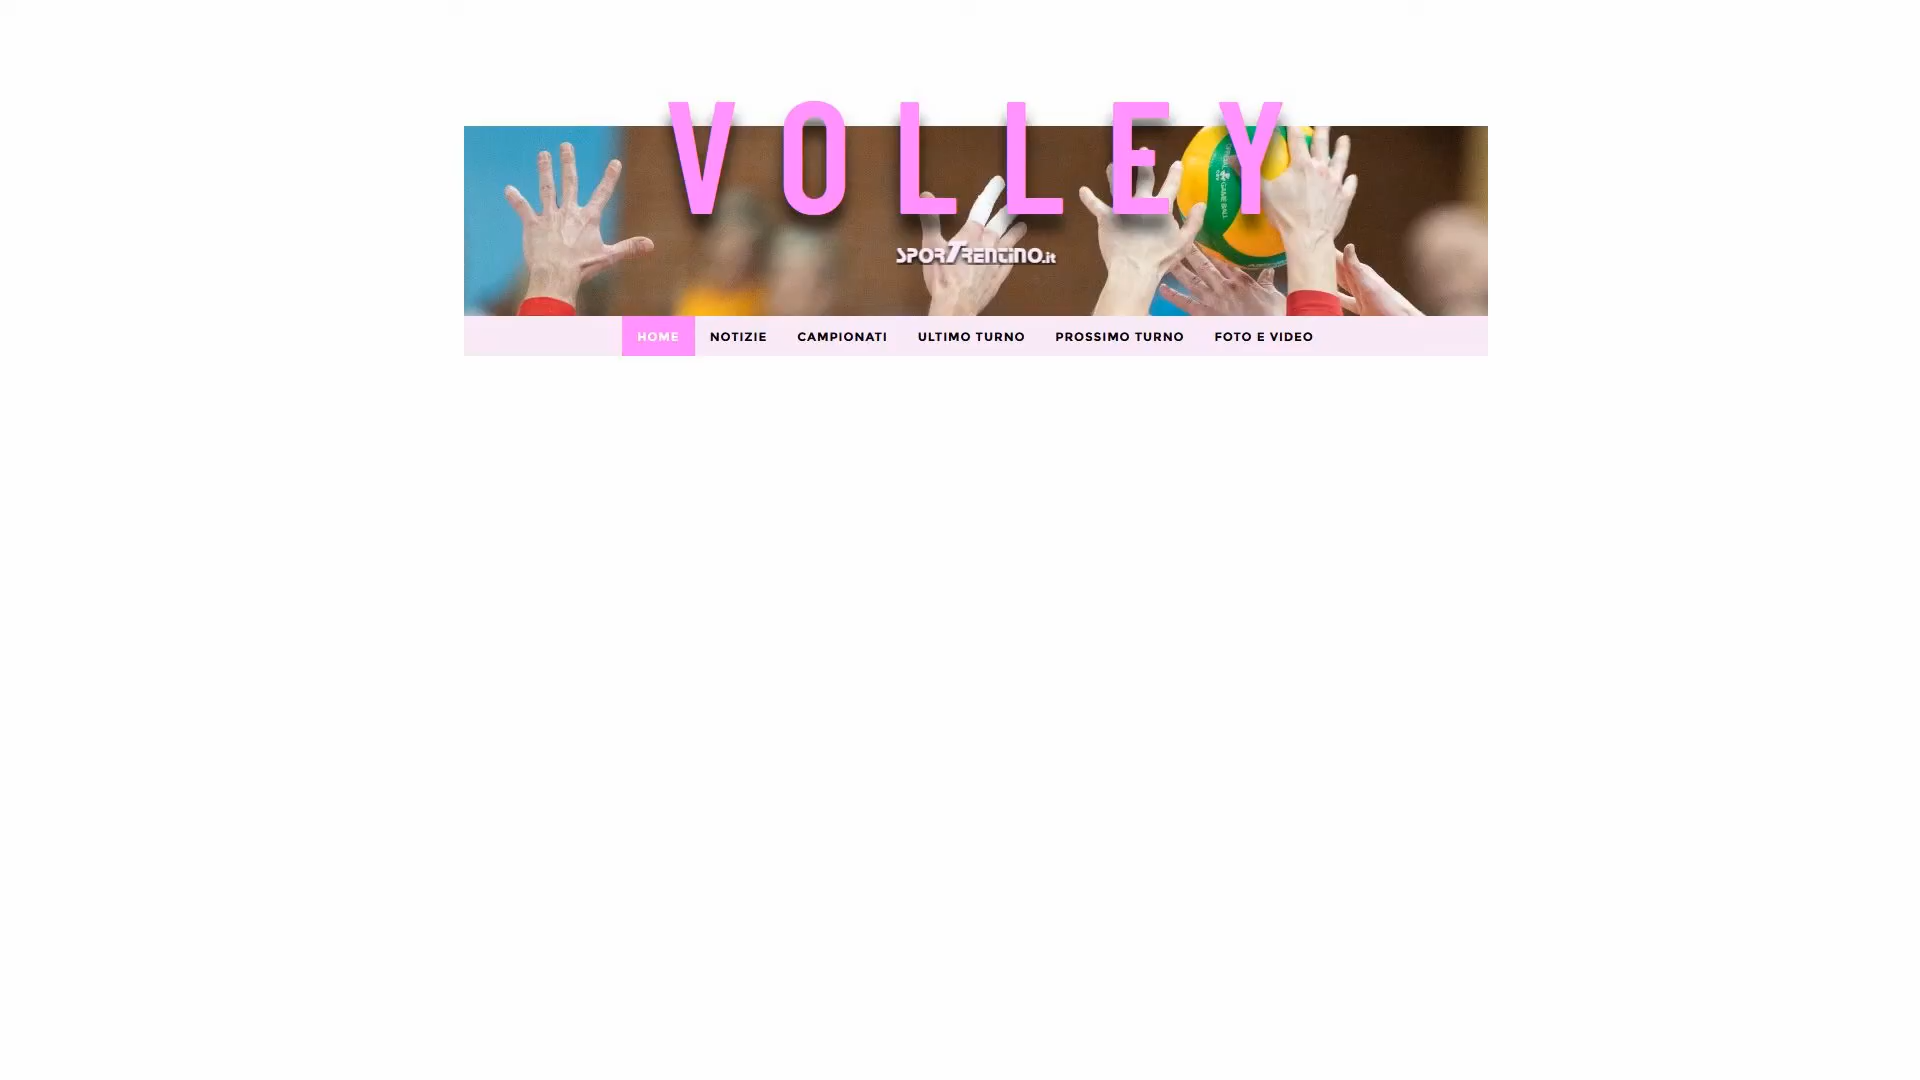 VOLLEY
SPORTRENTINO.it
HOME NOTIZIE CAMPIONATI ULTIMO TURNO PROSSIMO TURNO FOTO E VIDEO